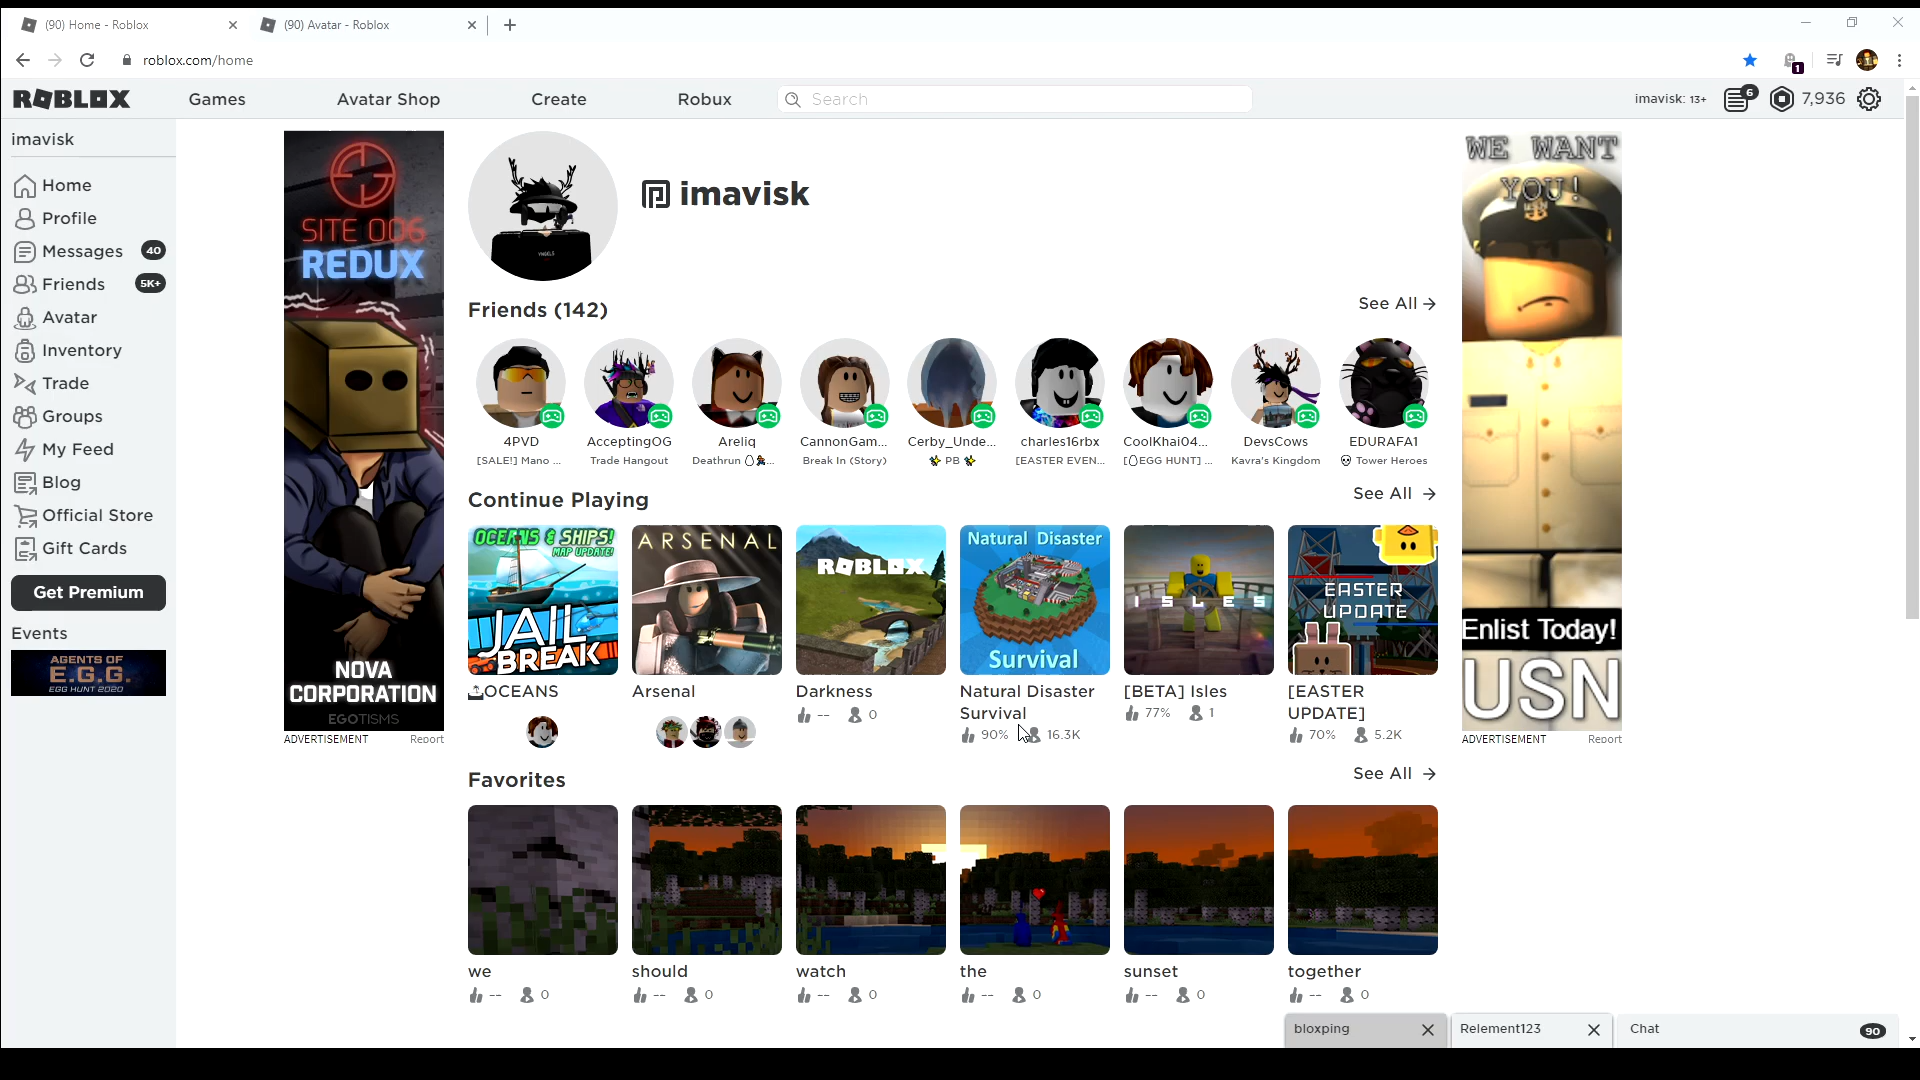 (90) Home - Roblox
(90) Avatar - Roblox
roblox.com/home
1
ROBLOX
Games
Avatar Shop
Create
Robux
Search
imavisk: 13+
6
7,936
imavisk
Home
Profile
Messages
40
Friends
5K+
Avatar
Inventory
Trade
Groups
My Feed
Blog
Official Store
Gift Cards
Get Premium
Events
AGENTS OF
E.G.G.
EGG HUNT 2020
SITE 006
REDUX
NOVA
CORPORATION
EGOTISMS
ADVERTISEMENT
Report
imavisk
Friends (142)
See All
4PVD
AcceptingOG
Areliq
CannonGam...
Cerby_Unde...
charles16rbx
CoolKhai04...
DevsCows
EDURAFA1
[SALE!] Mano ...
Trade Hangout
Deathrun 🥚🏃...
Break In (Story)
✨ PB ✨
[EASTER EVEN...
[🥚EGG HUNT] ...
Kavra's Kingdom
💀 Tower Heroes
Continue Playing
See All
OCEANS & SHIPS!
MAP UPDATE!
JAIL
BREAK
ARSENAL
ROBLOX
Natural Disaster
Survival
ISLES
EASTER
UPDATE
OCEANS
Arsenal
Darkness
-- 0
Natural Disaster
Survival
90% 16.3K
[BETA] Isles
77% 1
[EASTER
UPDATE]
70% 5.2K
Favorites
See All
we
should
watch
the
sunset
together
-- 0
-- 0
-- 0
-- 0
-- 0
-- 0
WE WANT
YOU!
Enlist Today!
USN
ADVERTISEMENT
Report
bloxping
Relement123
Chat
90